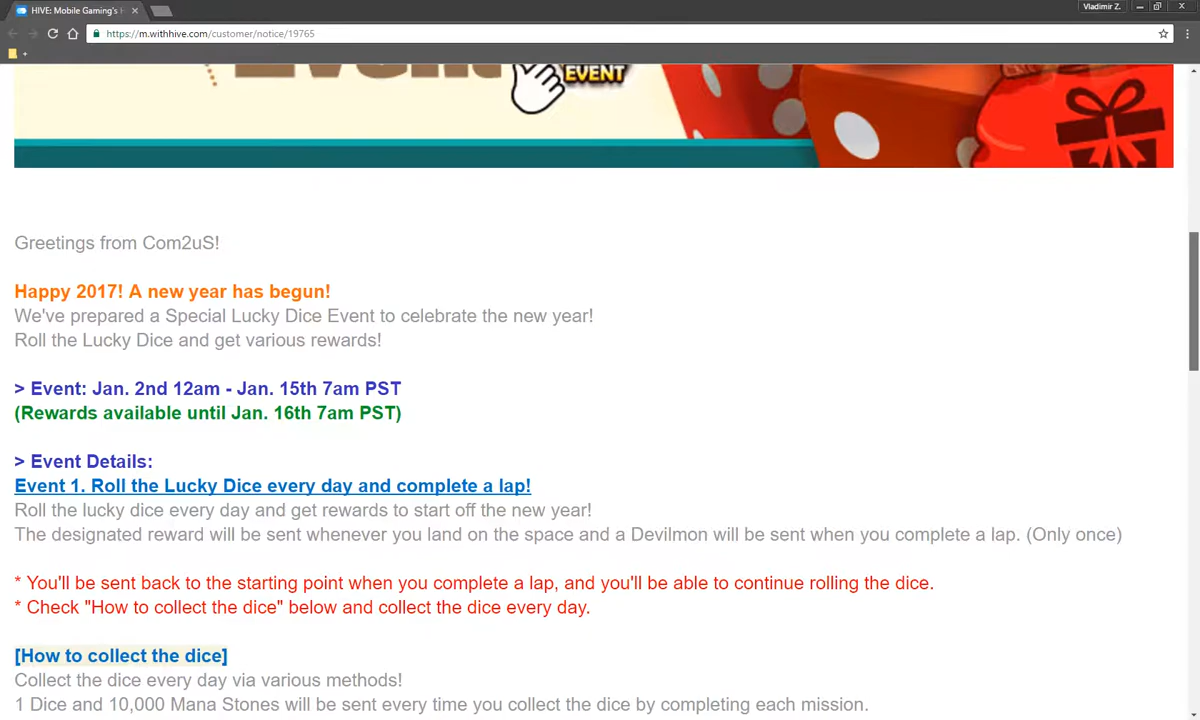 HIVE: Mobile Gaming's
Vladimir Z.
https://m.withhive.com/customer/notice/19765
Event
EVENT
Greetings from Com2uS!
Happy 2017! A new year has begun!
We've prepared a Special Lucky Dice Event to celebrate the new year!
Roll the Lucky Dice and get various rewards!
> Event: Jan. 2nd 12am - Jan. 15th 7am PST
(Rewards available until Jan. 16th 7am PST)
> Event Details:
Event 1. Roll the Lucky Dice every day and complete a lap!
Roll the lucky dice every day and get rewards to start off the new year!
The designated reward will be sent whenever you land on the space and a Devilmon will be sent when you complete a lap. (Only once)
* You'll be sent back to the starting point when you complete a lap, and you'll be able to continue rolling the dice.
* Check "How to collect the dice" below and collect the dice every day.
[How to collect the dice]
Collect the dice every day via various methods!
1 Dice and 10,000 Mana Stones will be sent every time you collect the dice by completing each mission.